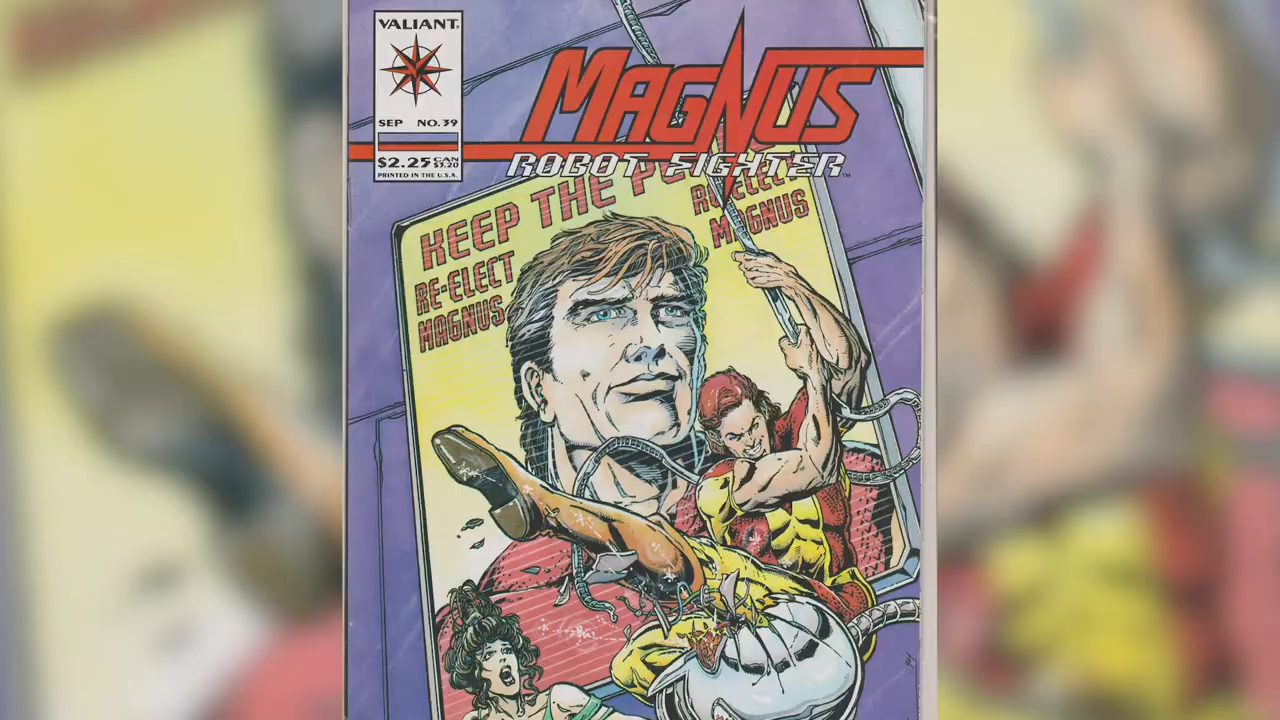 VALIANT
SEP NO. 39
$2.25 CAN $3.20
PRINTED IN THE U.S.A.
MAGNUS
ROBOT FIGHTER
KEEP THE
RE-ELECT
MAGNUS
RE-ELECT
MAGNUS